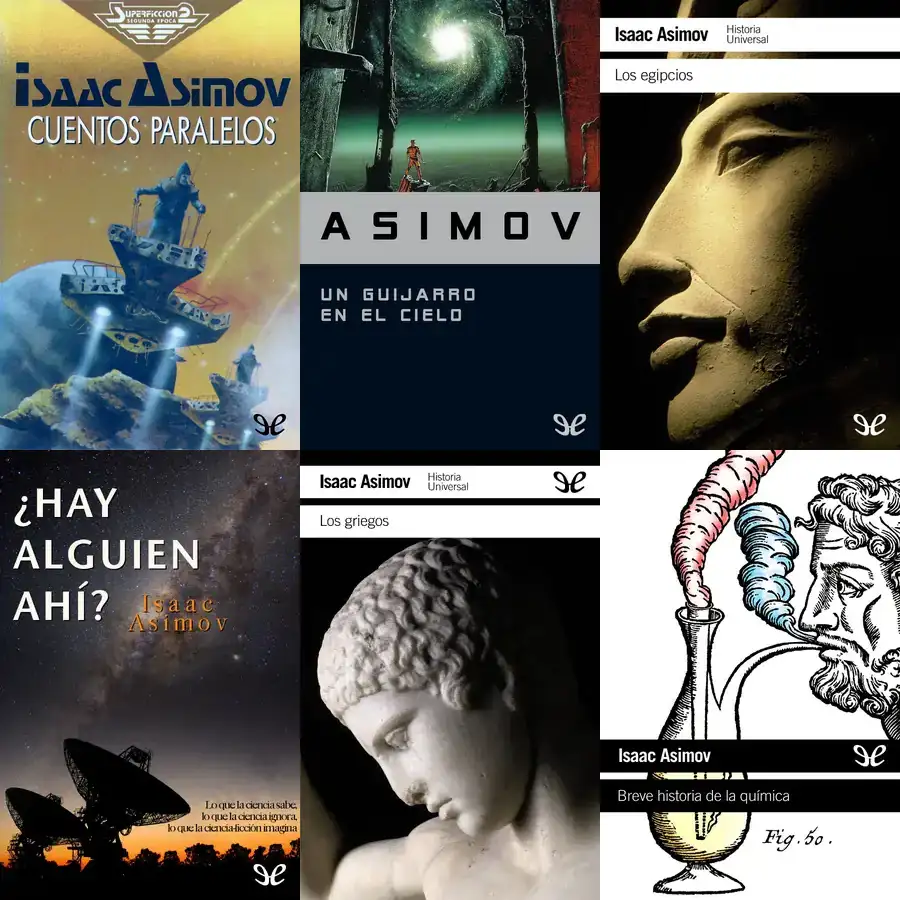 SUPERFICCION 2
SEGUNDA EPOCA
Isaac Asimov
CUENTOS PARALELOS
ASIMOV
UN GUIJARRO
EN EL CIELO
Isaac Asimov
Historia
Universal
Los egipcios
¿HAY
ALGUIEN
AHÍ?
Isaac
Asimov
Lo que la ciencia sabe,
lo que la ciencia ignora,
lo que la ciencia-ficción imagina
Isaac Asimov
Historia
Universal
Los griegos
Isaac Asimov
Breve historia de la química
Fig. 50.